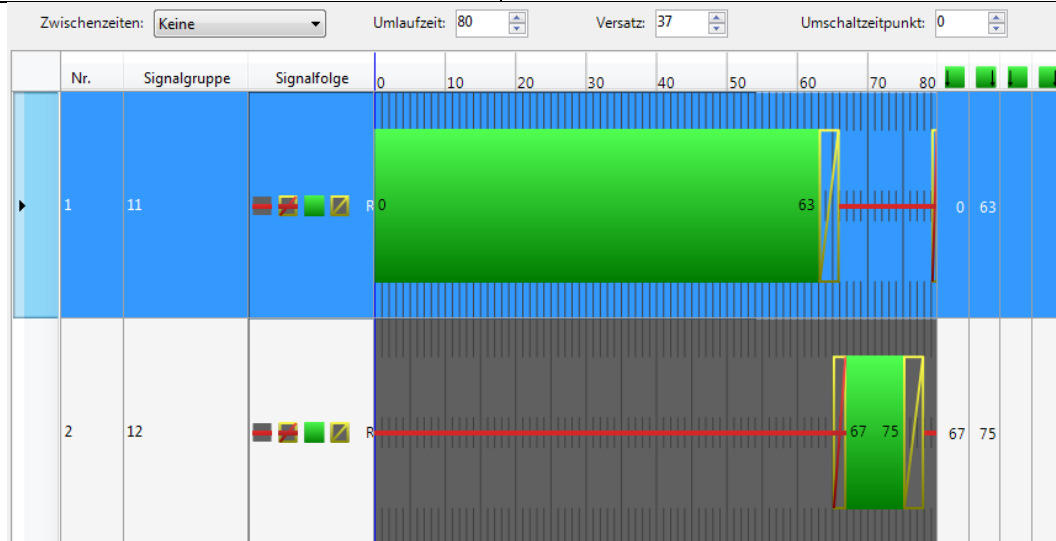 Zwischenzeiten: Keine Umlaufzeit: 80 Versatz: 37 Umschaltzeitpunkt: 0
Nr. Signalgruppe Signalfolge 0 10 20 30 40 50 60 70 80
1 11 R 0 63 0 63
2 12 R 67 75 67 75